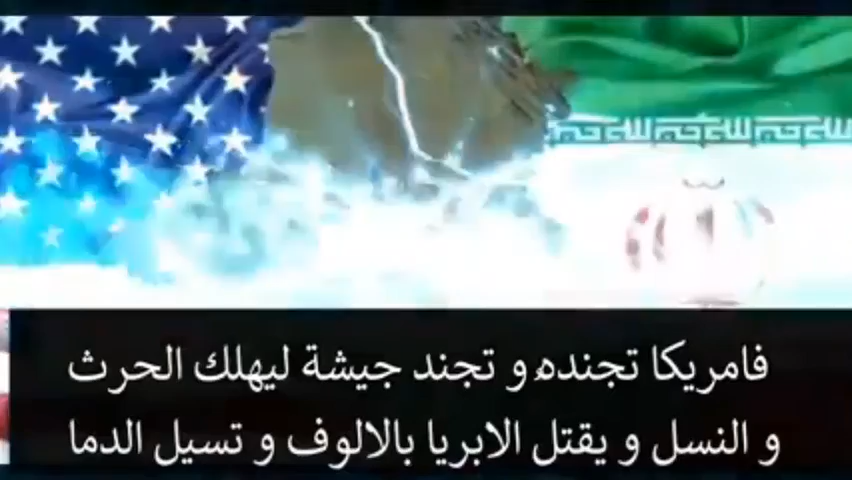 فامريكا تجنده و تجند جيشة ليهلك الحرث
و النسل و يقتل الابريا بالالوف و تسيل الدما